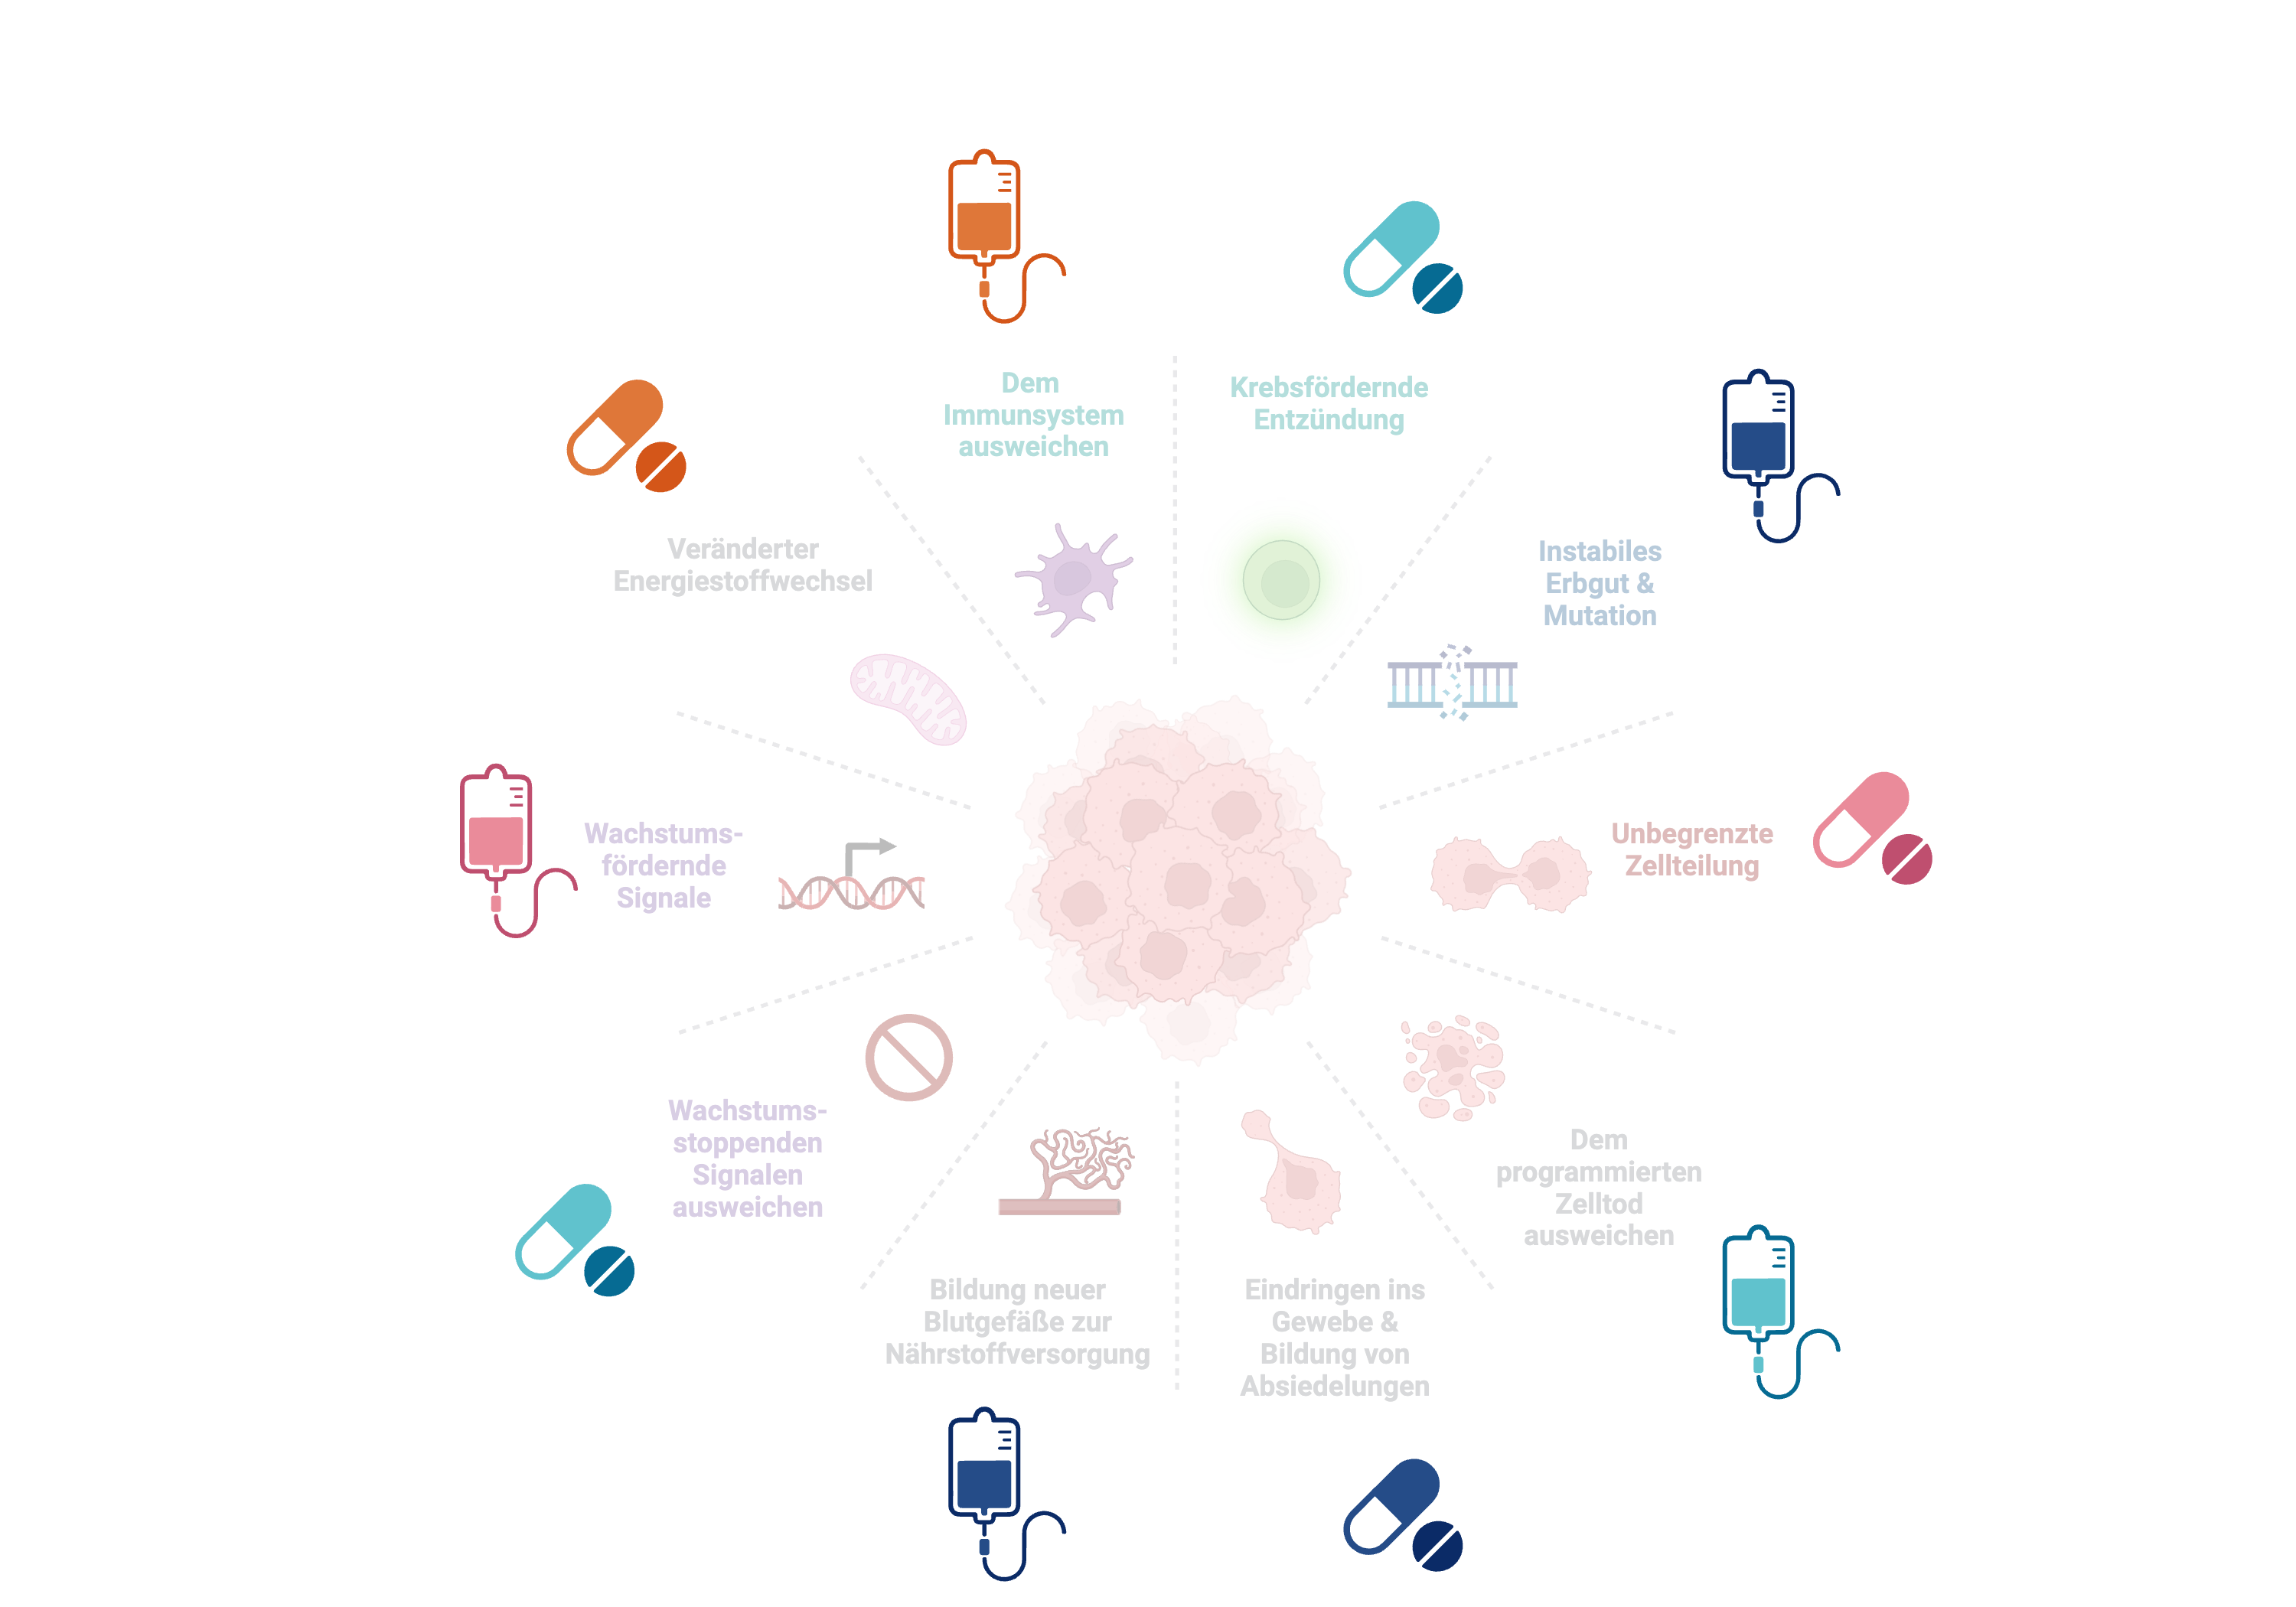 Dem
Immunsystem
ausweichen
Krebsfördernde
Entzündung
Veränderter
Energiestoffwechsel
Instabiles
Erbgut &
Mutation
Wachstums-
fördernde
Signale
Unbegrenzte
Zellteilung
Wachstums-
stoppenden
Signalen
ausweichen
Dem
programmierten
Zelltod
ausweichen
Bildung neuer
Blutgefäße zur
Nährstoffversorgung
Eindringen ins
Gewebe &
Bildung von
Absiedelungen